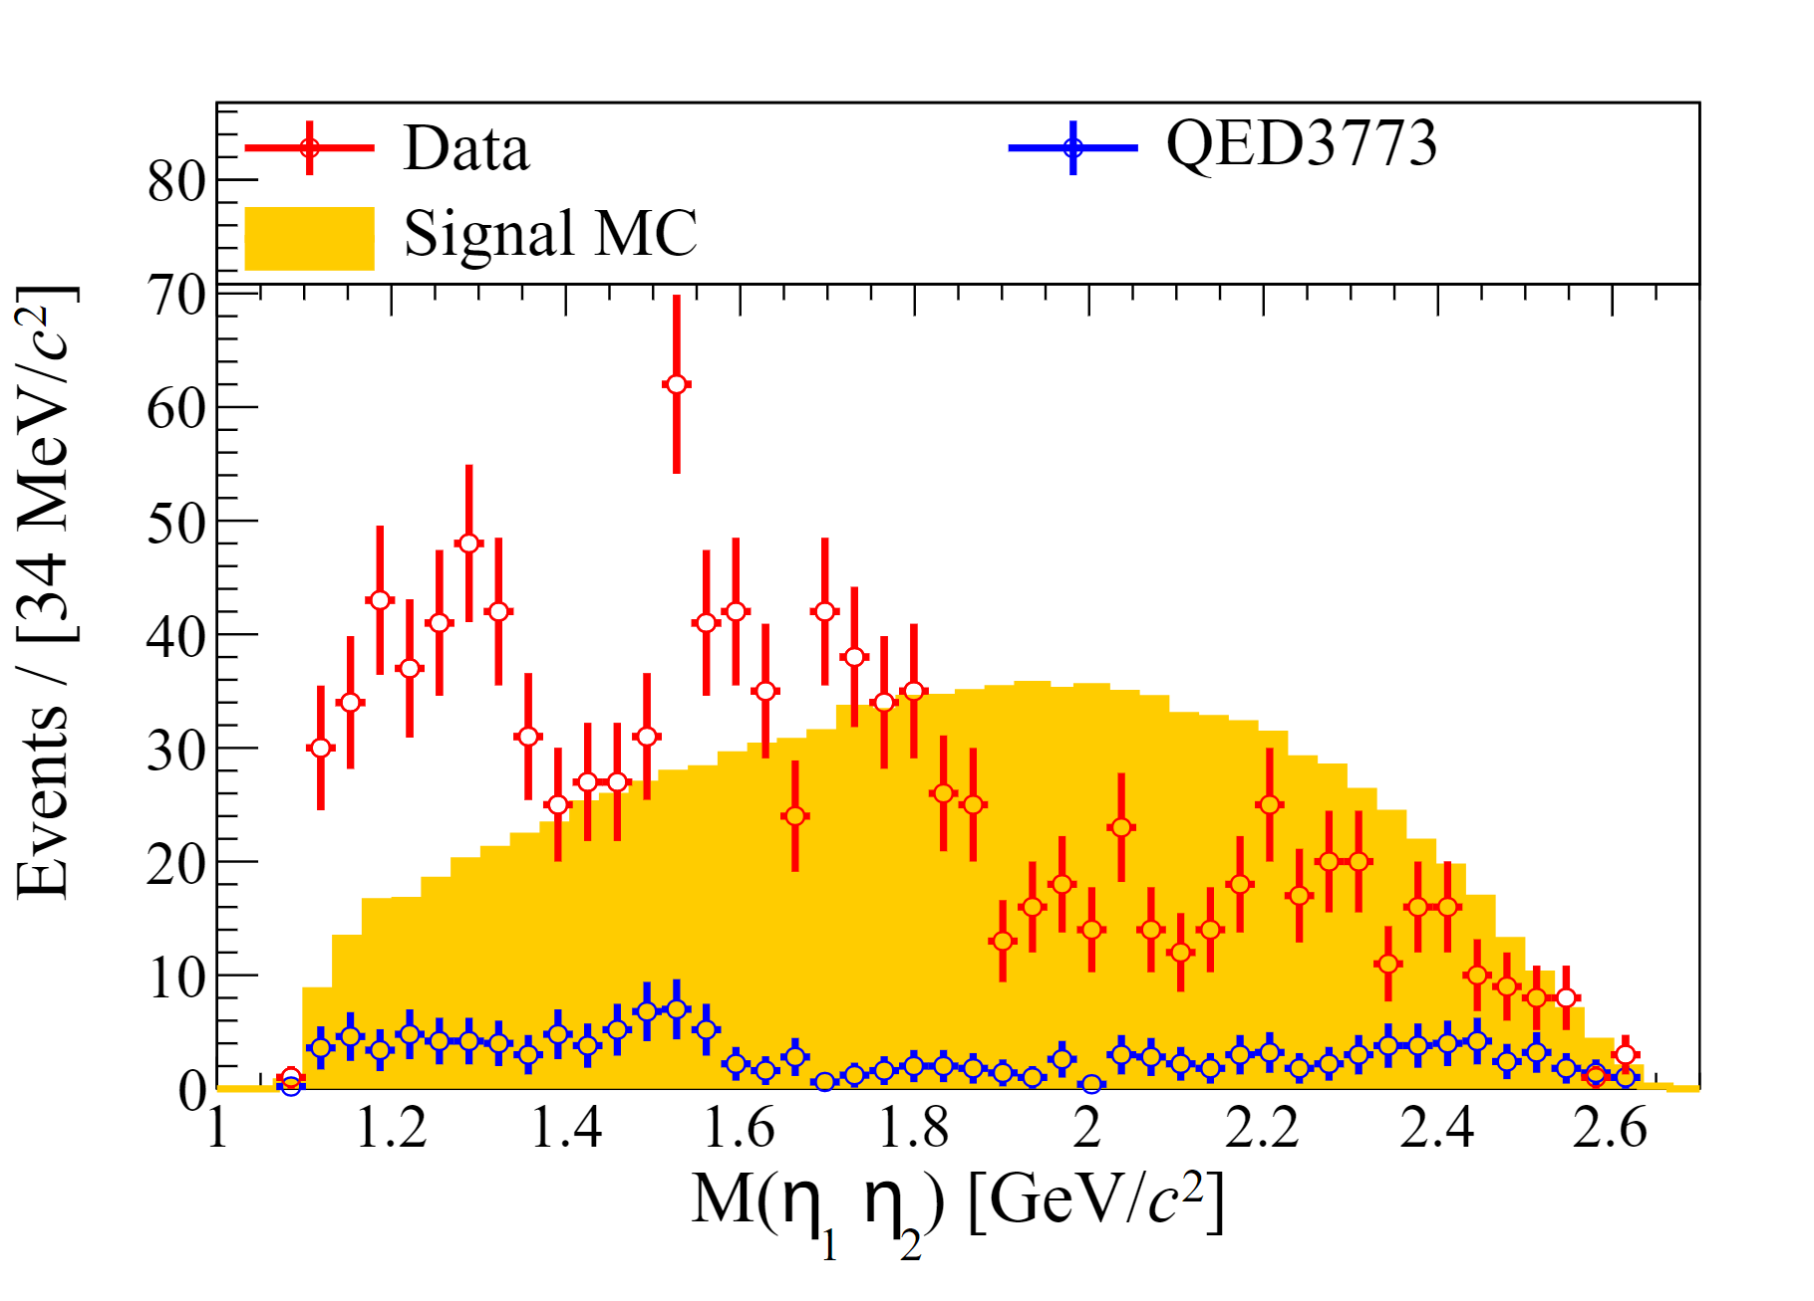 Data
QED3773
Signal MC
80
70
60
50
40
30
20
10
0
Events / [34 MeV/c²]
1 1.2 1.4 1.6 1.8 2 2.2 2.4 2.6
M(η₁ η₂) [GeV/c²]